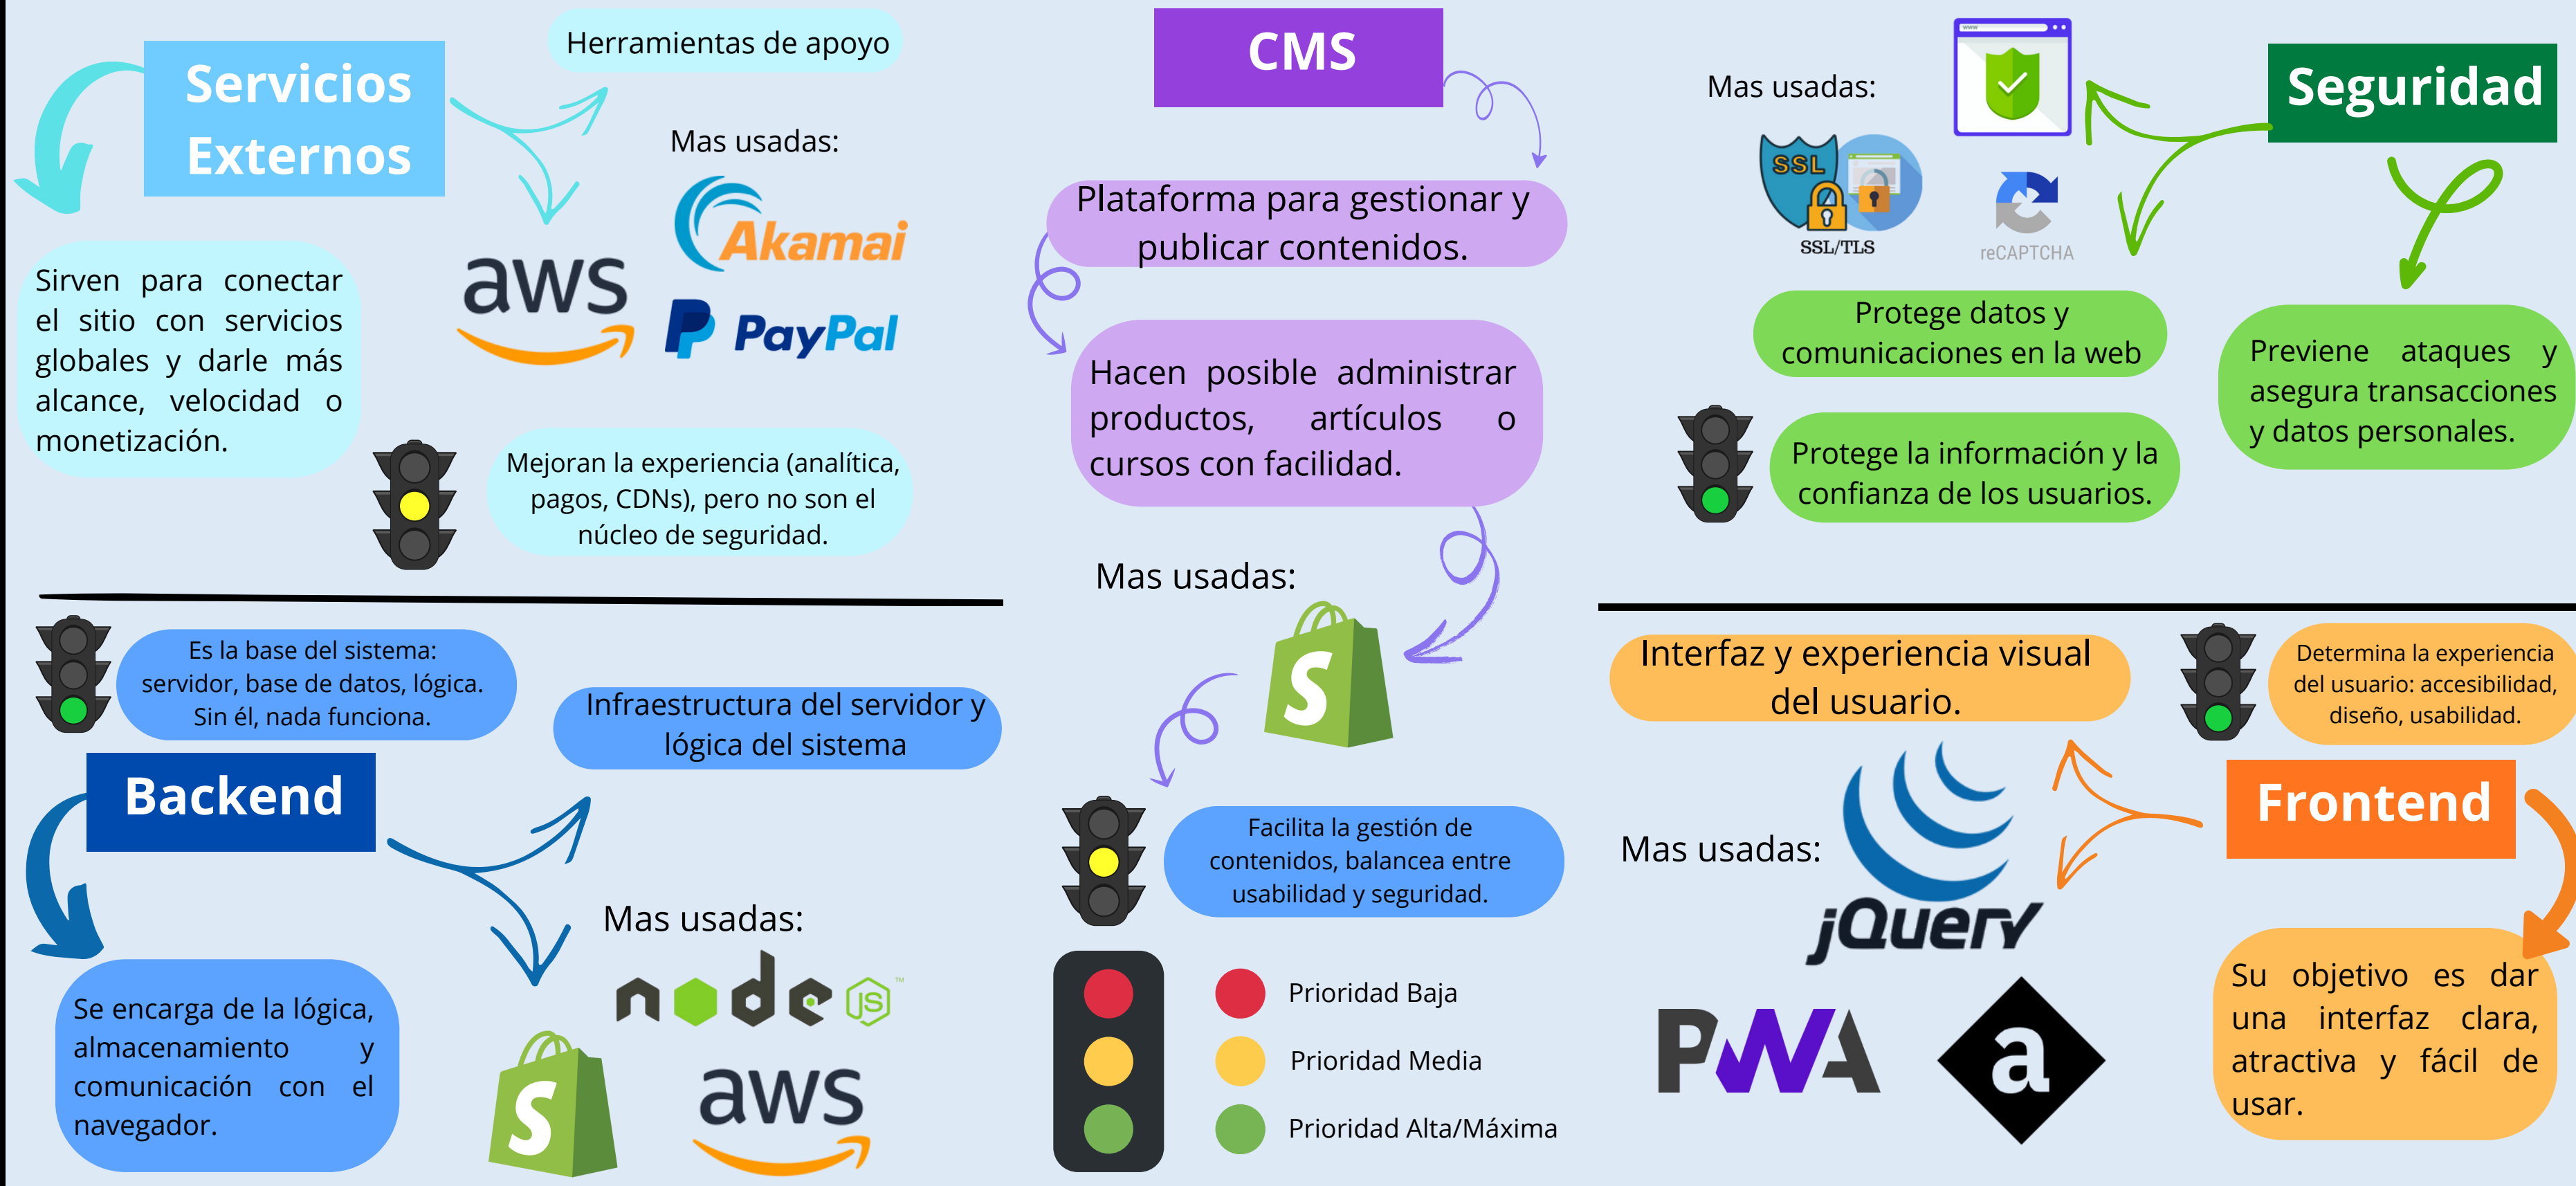 Servicios
Externos
Herramientas de apoyo
Mas usadas:
Akamai
aws
PayPal
Sirven para conectar
el sitio con servicios
globales y darle más
alcance, velocidad o
monetización.
Mejoran la experiencia (analítica,
pagos, CDNs), pero no son el
núcleo de seguridad.
Es la base del sistema:
servidor, base de datos, lógica.
Sin él, nada funciona.
Infraestructura del servidor y
lógica del sistema
Backend
Mas usadas:
node
JS
TM
S
aws
Se encarga de la lógica,
almacenamiento y
comunicación con el
navegador.
CMS
Plataforma para gestionar y
publicar contenidos.
Hacen posible administrar
productos, artículos o
cursos con facilidad.
Mas usadas:
S
Facilita la gestión de
contenidos, balancea entre
usabilidad y seguridad.
Prioridad Baja
Prioridad Media
Prioridad Alta/Máxima
Seguridad
Mas usadas:
www
SSL
SSL/TLS
reCAPTCHA
Protege datos y
comunicaciones en la web
Previene ataques y
asegura transacciones
y datos personales.
Protege la información y la
confianza de los usuarios.
Interfaz y experiencia visual
del usuario.
Determina la experiencia
del usuario: accesibilidad,
diseño, usabilidad.
Frontend
Mas usadas:
jQuery
PWA
a
Su objetivo es dar
una interfaz clara,
atractiva y fácil de
usar.